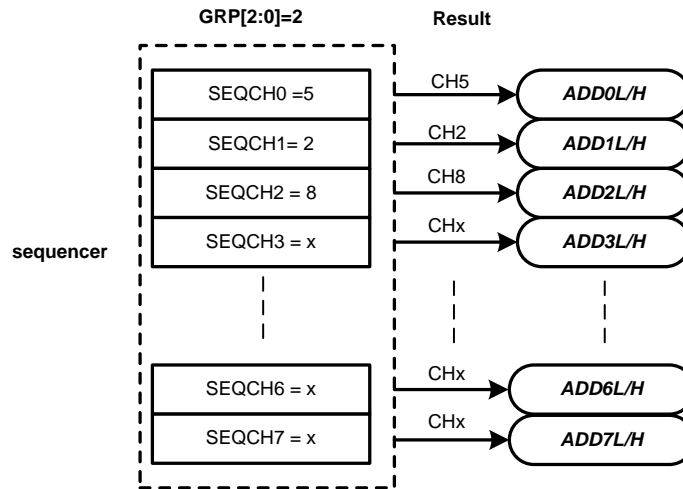 GRP[2:0]=2
Result
SEQCH0 =5
CH5
ADD0L/H
SEQCH1= 2
CH2
ADD1L/H
SEQCH2 = 8
CH8
ADD2L/H
SEQCH3 = x
CHx
ADD3L/H
sequencer
SEQCH6 = x
CHx
ADD6L/H
SEQCH7 = x
CHx
ADD7L/H